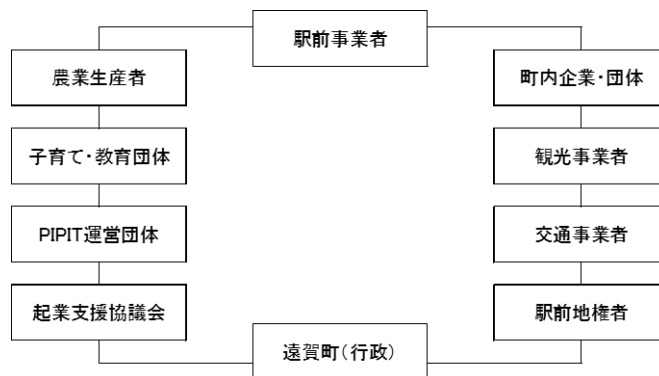 駅前事業者
農業生産者
町内企業・団体
子育て・教育団体
観光事業者
PIPIT運営団体
交通事業者
起業支援協議会
駅前地権者
遠賀町(行政)